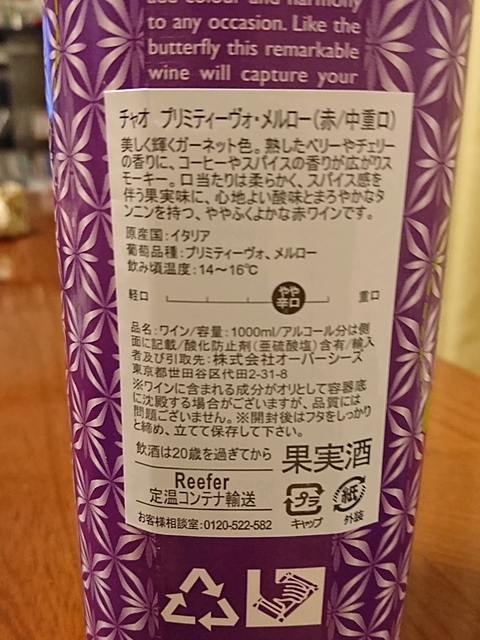 add colour and harmony
to any occasion. Like the
butterfly this remarkable
wine will capture your
チャオ プリミティーヴォ・メルロー(赤/中重口)
美しく輝くガーネット色。熟したベリーやチェリー
の香りに、コーヒーやスパイスの香りが広がりス
モーキー。口当たりは柔らかく、スパイス感を
伴う果実味に、心地よい酸味とまろやかなタ
ンニンを持つ、ややふくよかな赤ワインです。
原産国:イタリア
葡萄品種:プリミティーヴォ、メルロー
飲み頃温度:14〜16℃
軽口 やや辛口 重口
品名:ワイン/容量:1000ml/アルコール分は側
面に記載/酸化防止剤(亜硫酸塩)含有/輸入
者及び引取先:株式会社オーバーシーズ
東京都世田谷区代田2-31-8
※ワインに含まれる成分がオリとして容器底
に沈殿する場合がございますが、品質には
問題ございません。※開封後はフタをしっかり
と締め、立てて保存して下さい。
飲酒は20歳を過ぎてから 果実酒
Reefer
定温コンテナ輸送
プラ 紙
キャップ 外装
お客様相談室:0120-522-582